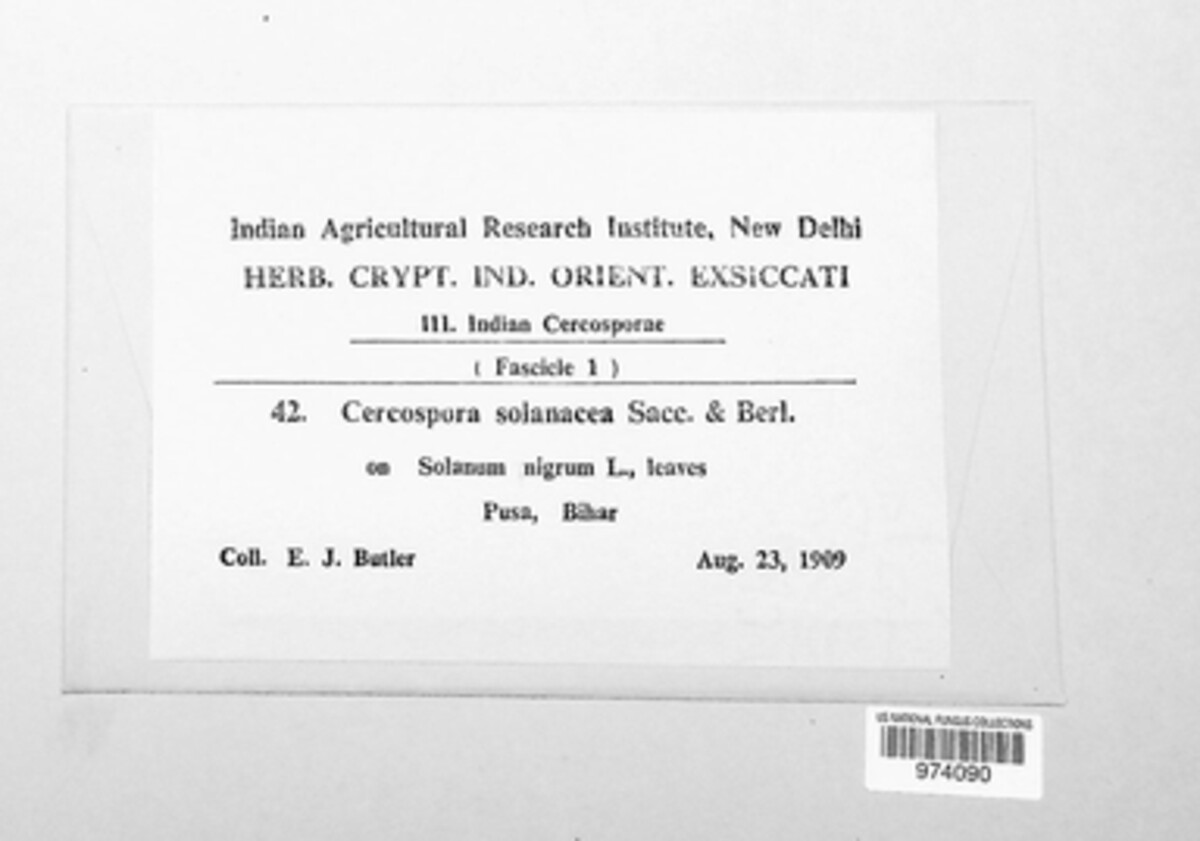 Indian Agricultural Research Institute, New Delhi
HERB. CRYPT. IND. ORIENT. EXSICCATI
III. Indian Cercosporae
( Fascicle 1 )
42. Cercospora solanacea Sacc. & Berl.
on Solanum nigrum L., leaves
Pusa, Bihar
Coll. E. J. Butler Aug. 23, 1909
US NATIONAL FUNGUS COLLECTIONS
974090